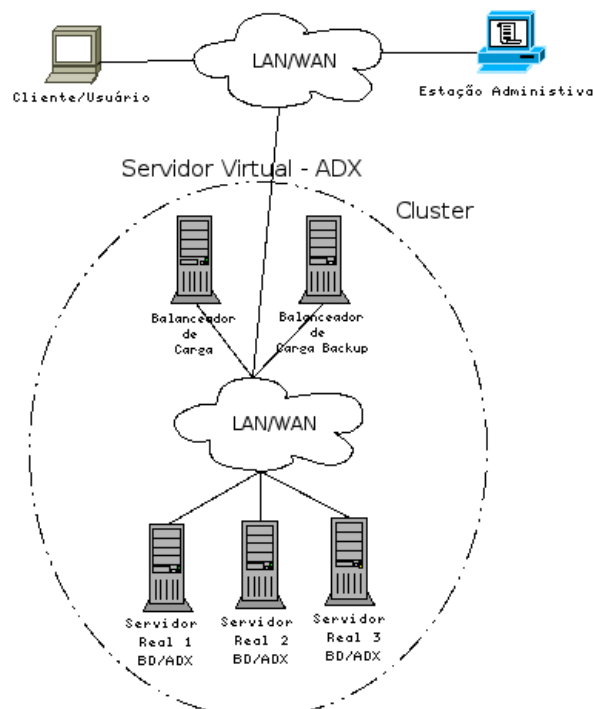 LAN/WAN
Cliente/Usuário
Estação Administiva
Servidor Virtual - ADX
Cluster
Balanceador
de
Carga
Balanceador
de
Carga Backup
LAN/WAN
Servidor
Real 1
BD/ADX
Servidor
Real 2
BD/ADX
Servidor
Real 3
BD/ADX